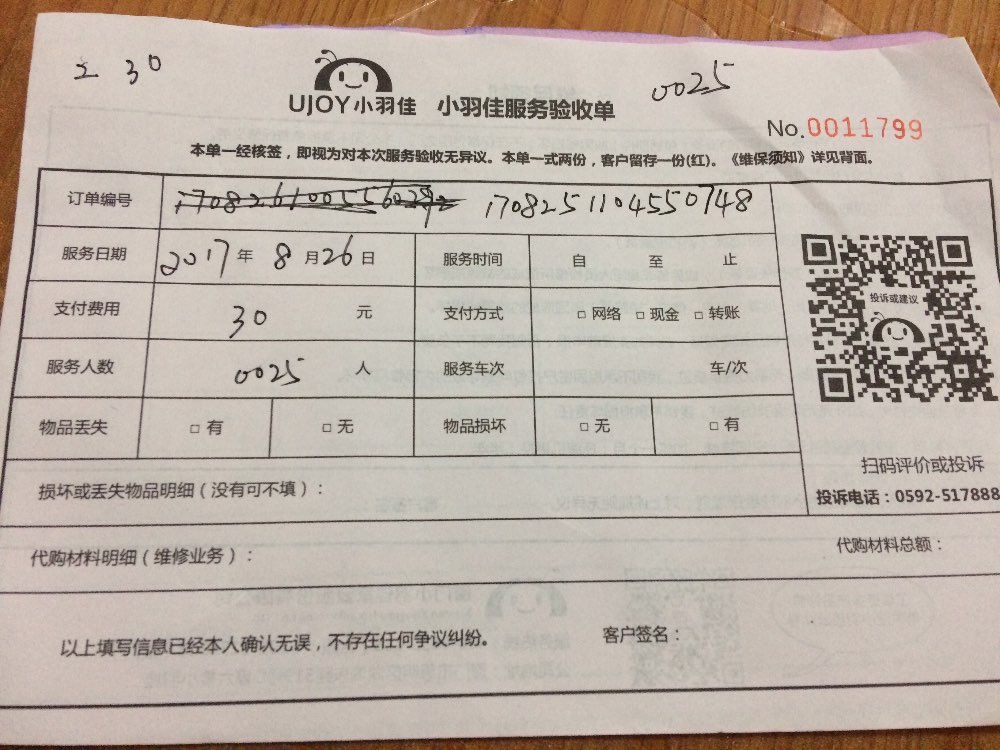 2 30
0025
UJOY小羽佳 小羽佳服务验收单
No.0011799
本单一经核签，即视为对本次服务验收无异议。本单一式两份，客户留存一份(红)。《维保须知》详见背面。
订单编号 1708251104550748
服务日期 2017年8月26日 服务时间 自 至 止
投诉或建议
支付费用 30 元 支付方式 □ 网络 □ 现金 □ 转账
服务人数 0025 人 服务车次 车/次
物品丢失 □ 有 □ 无 物品损坏 □ 无 □ 有
扫码评价或投诉
损坏或丢失物品明细（没有可不填）：
投诉电话：0592-517888
代购材料明细（维修业务）：
代购材料总额：
以上填写信息已经本人确认无误，不存在任何争议纠纷。 客户签名：